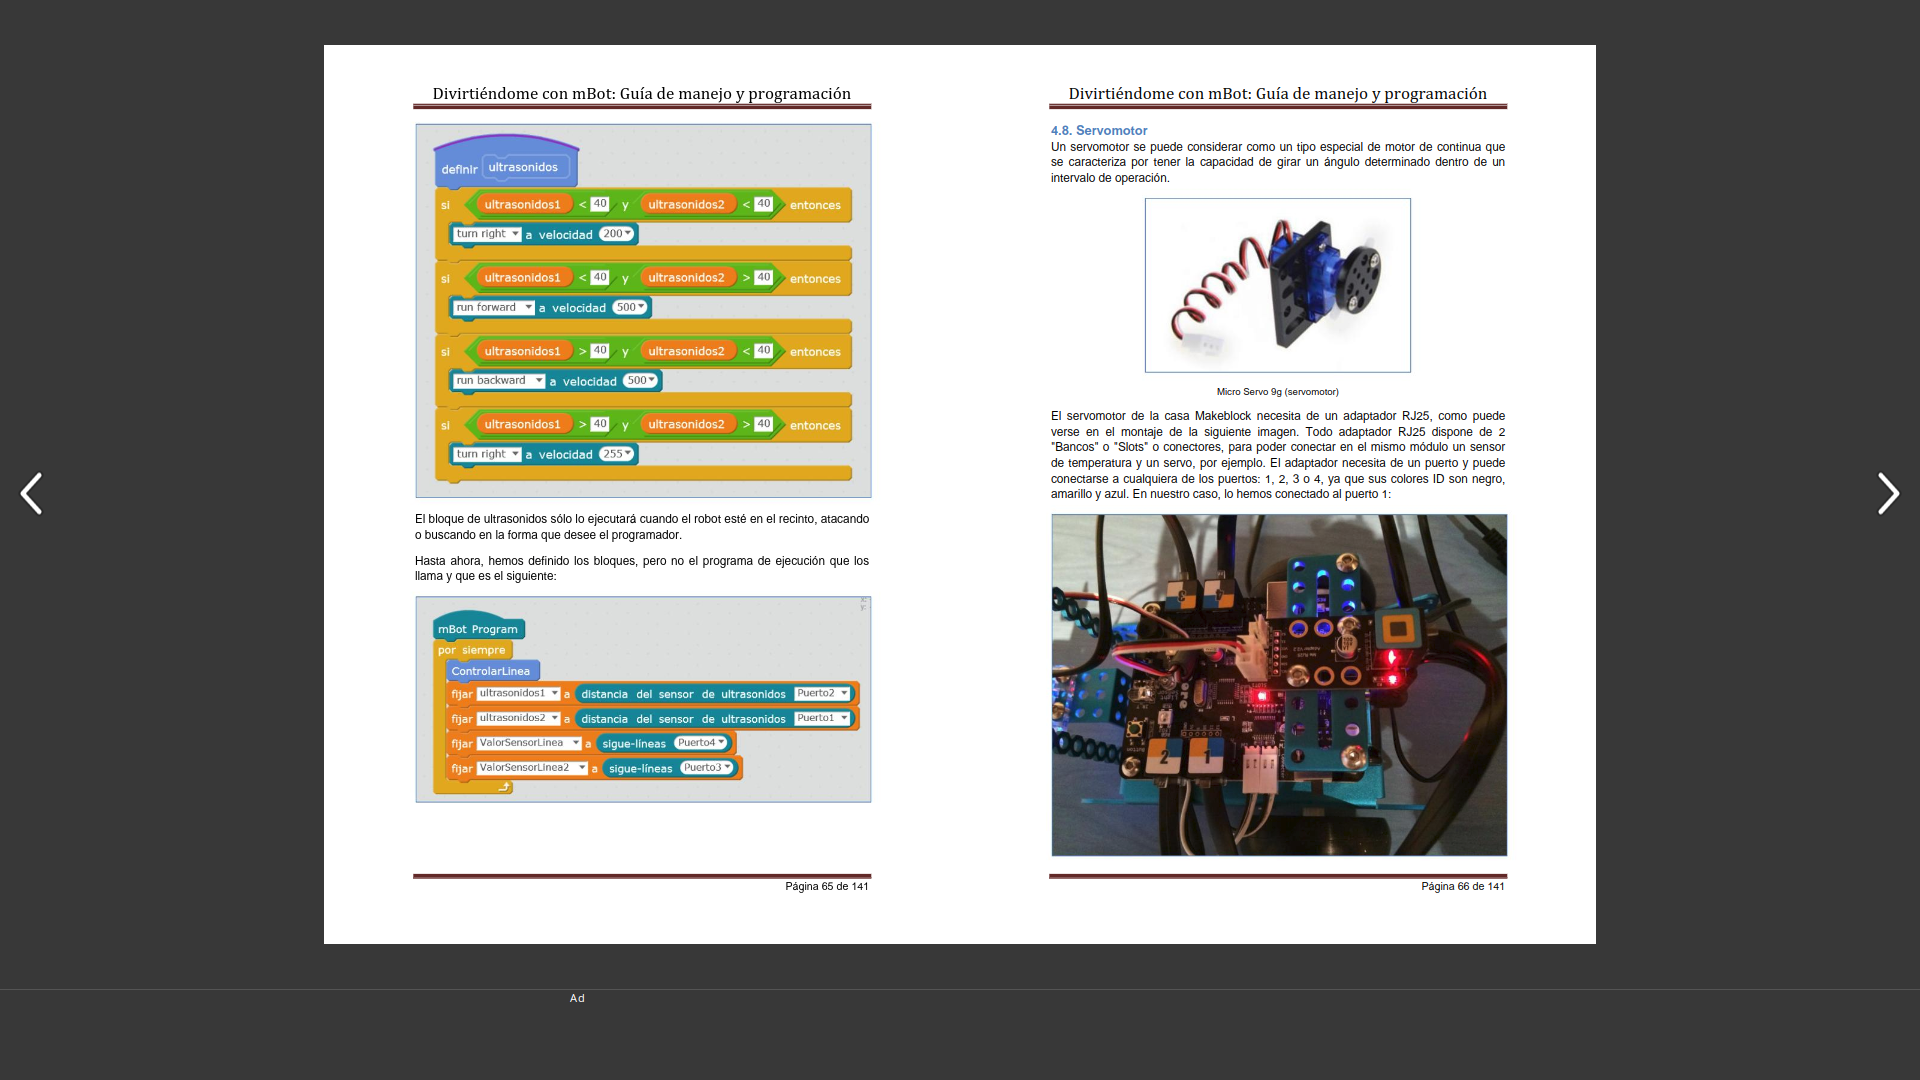 Divirtiéndome con mBot: Guía de manejo y programación
definir ultrasonidos
si ultrasonidos1 < 40 y ultrasonidos2 < 40 entonces
turn right a velocidad 200
si ultrasonidos1 < 40 y ultrasonidos2 > 40 entonces
run forward a velocidad 500
si ultrasonidos1 > 40 y ultrasonidos2 < 40 entonces
run backward a velocidad 500
si ultrasonidos1 > 40 y ultrasonidos2 > 40 entonces
turn right a velocidad 255
El bloque de ultrasonidos sólo lo ejecutará cuando el robot esté en el recinto, atacando
o buscando en la forma que desee el programador.
Hasta ahora, hemos definido los bloques, pero no el programa de ejecución que los
llama y que es el siguiente:
mBot Program
por siempre
ControlarLinea
fijar ultrasonidos1 a distancia del sensor de ultrasonidos Puerto2
fijar ultrasonidos2 a distancia del sensor de ultrasonidos Puerto1
fijar ValorSensorLinea a sigue-líneas Puerto4
fijar ValorSensorLinea2 a sigue-líneas Puerto3
Página 65 de 141
Divirtiéndome con mBot: Guía de manejo y programación
4.8. Servomotor
Un servomotor se puede considerar como un tipo especial de motor de continua que
se caracteriza por tener la capacidad de girar un ángulo determinado dentro de un
intervalo de operación.
Micro Servo 9g (servomotor)
El servomotor de la casa Makeblock necesita de un adaptador RJ25, como puede
verse en el montaje de la siguiente imagen. Todo adaptador RJ25 dispone de 2
"Bancos" o "Slots" o conectores, para poder conectar en el mismo módulo un sensor
de temperatura y un servo, por ejemplo. El adaptador necesita de un puerto y puede
conectarse a cualquiera de los puertos: 1, 2, 3 o 4, ya que sus colores ID son negro,
amarillo y azul. En nuestro caso, lo hemos conectado al puerto 1:
2 1
Página 66 de 141
Ad